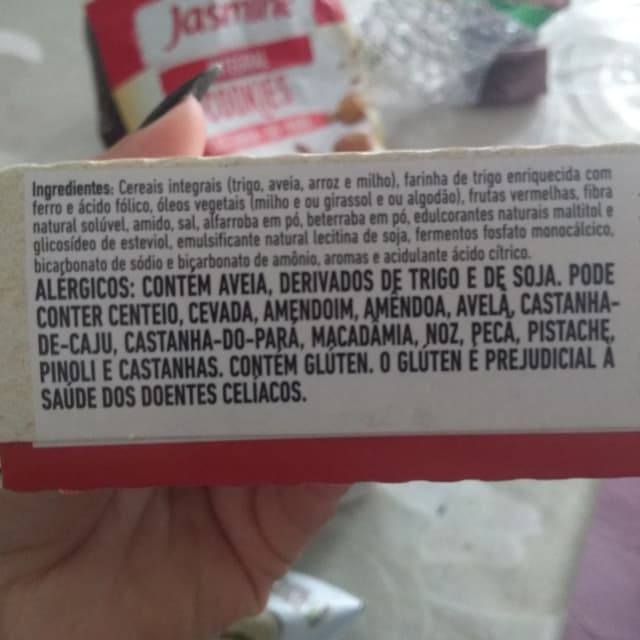 Jasmine
COOKIES
Ingredientes: Cereais integrais (trigo, aveia, arroz e milho), farinha de trigo enriquecida com
ferro e ácido fólico, óleos vegetais (milho e ou girassol e ou algodão), frutas vermelhas, fibra
natural solúvel, amido, sal, alfarroba em pó, beterraba em pó, edulcorantes naturais maltitol e
glicosídeo de esteviol, emulsificante natural lecitina de soja, fermentos fosfato monocálcico,
bicarbonato de sódio e bicarbonato de amônio, aromas e acidulante ácido cítrico.
ALÉRGICOS: CONTÉM AVEIA, DERIVADOS DE TRIGO E DE SOJA. PODE
CONTER CENTEIO, CEVADA, AMENDOIM, AMÊNDOA, AVELÃ, CASTANHA-
DE-CAJU, CASTANHA-DO-PARÁ, MACADÂMIA, NOZ, PECÃ, PISTACHE,
PINOLI E CASTANHAS. CONTÉM GLÚTEN. O GLÚTEN É PREJUDICIAL À
SAÚDE DOS DOENTES CELÍACOS.